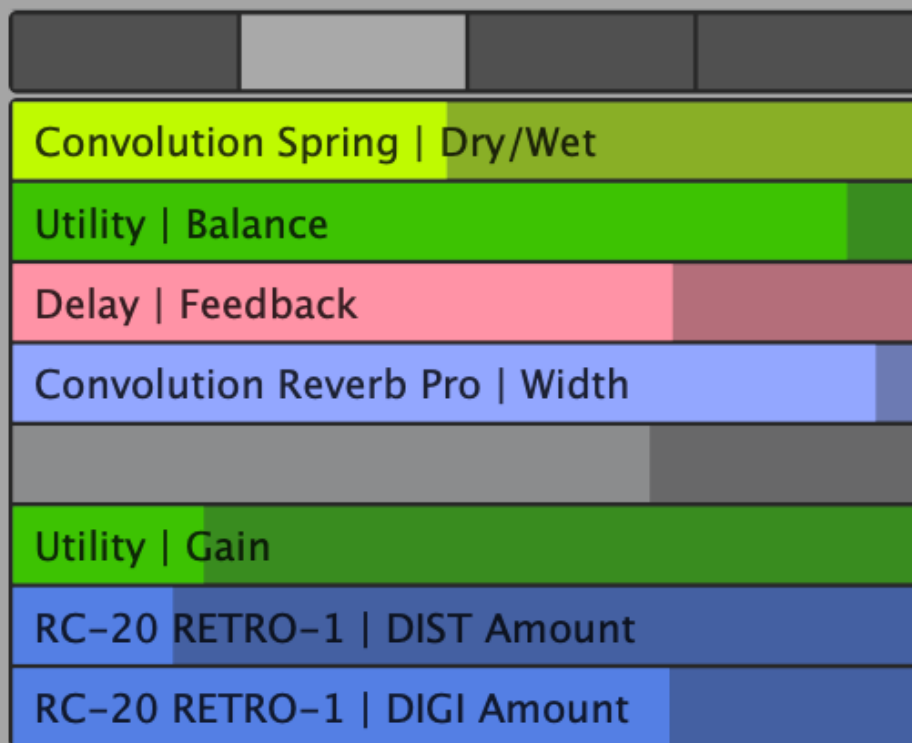 Convolution Spring | Dry/Wet
Utility | Balance
Delay | Feedback
Convolution Reverb Pro | Width
Utility | Gain
RC-20 RETRO-1 | DIST Amount
RC-20 RETRO-1 | DIGI Amount